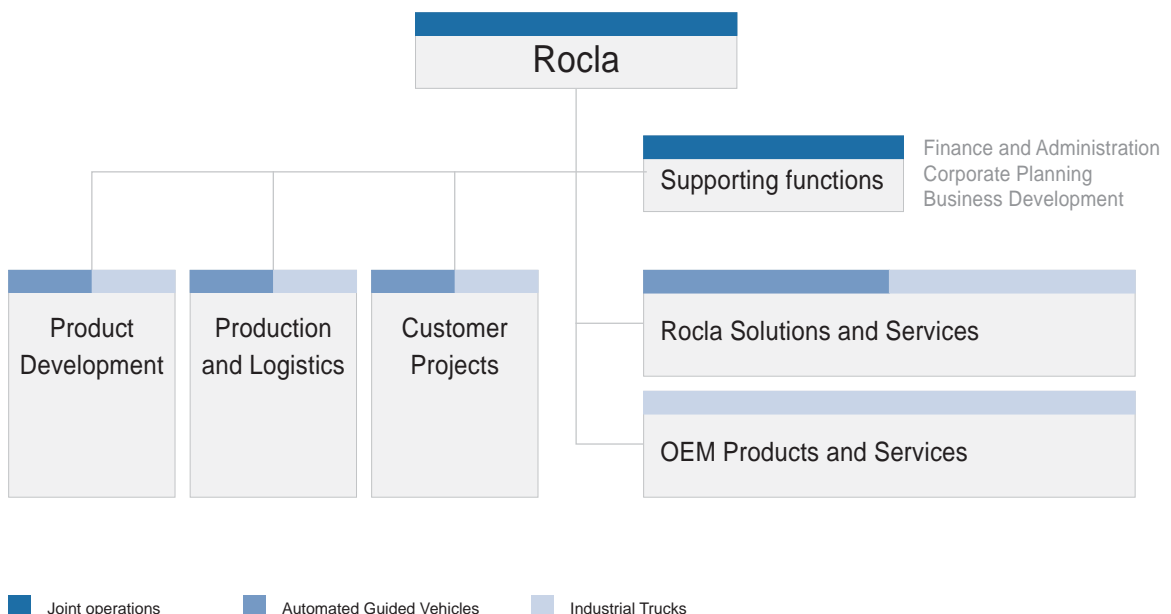 Rocla
Supporting functions
Finance and Administration
Corporate Planning
Business Development
Product
Development
Production
and Logistics
Customer
Projects
Rocla Solutions and Services
OEM Products and Services
Joint operations
Automated Guided Vehicles
Industrial Trucks